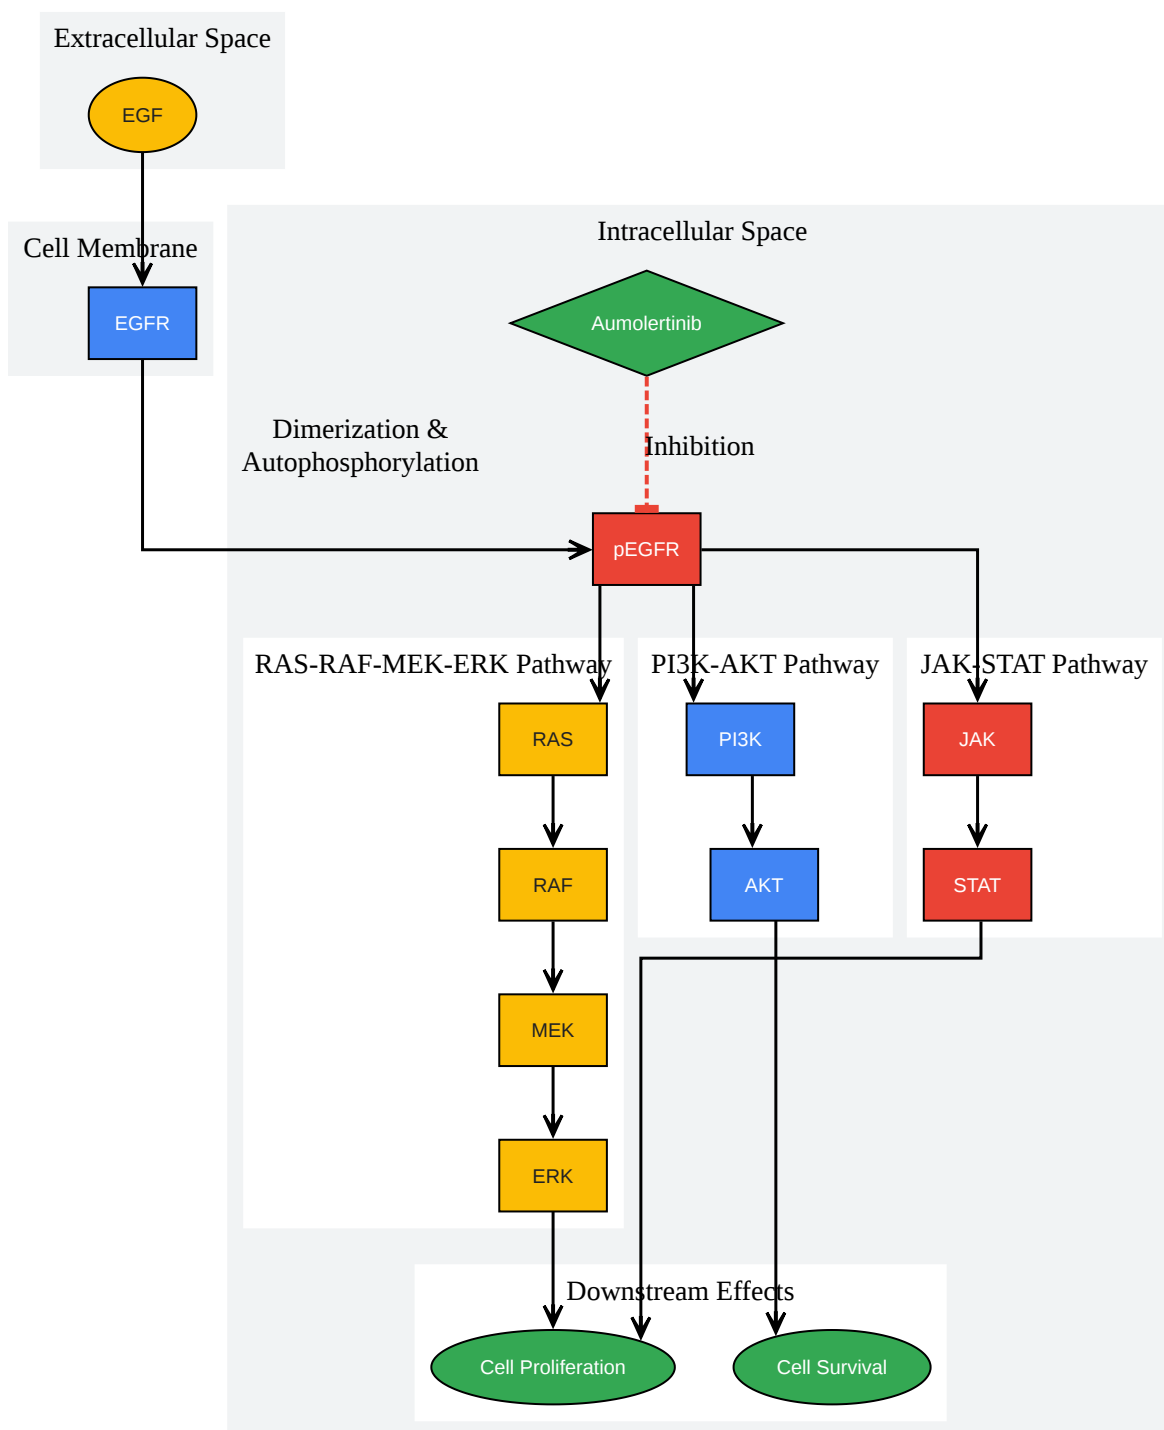 Extracellular Space
EGF
Cell Membrane
EGFR
Intracellular Space
Aumolertinib
Dimerization &
Autophosphorylation
Inhibition
pEGFR
RAS-RAF-MEK-ERK Pathway
PI3K-AKT Pathway
JAK-STAT Pathway
RAS
PI3K
JAK
RAF
AKT
STAT
MEK
ERK
Downstream Effects
Cell Proliferation
Cell Survival